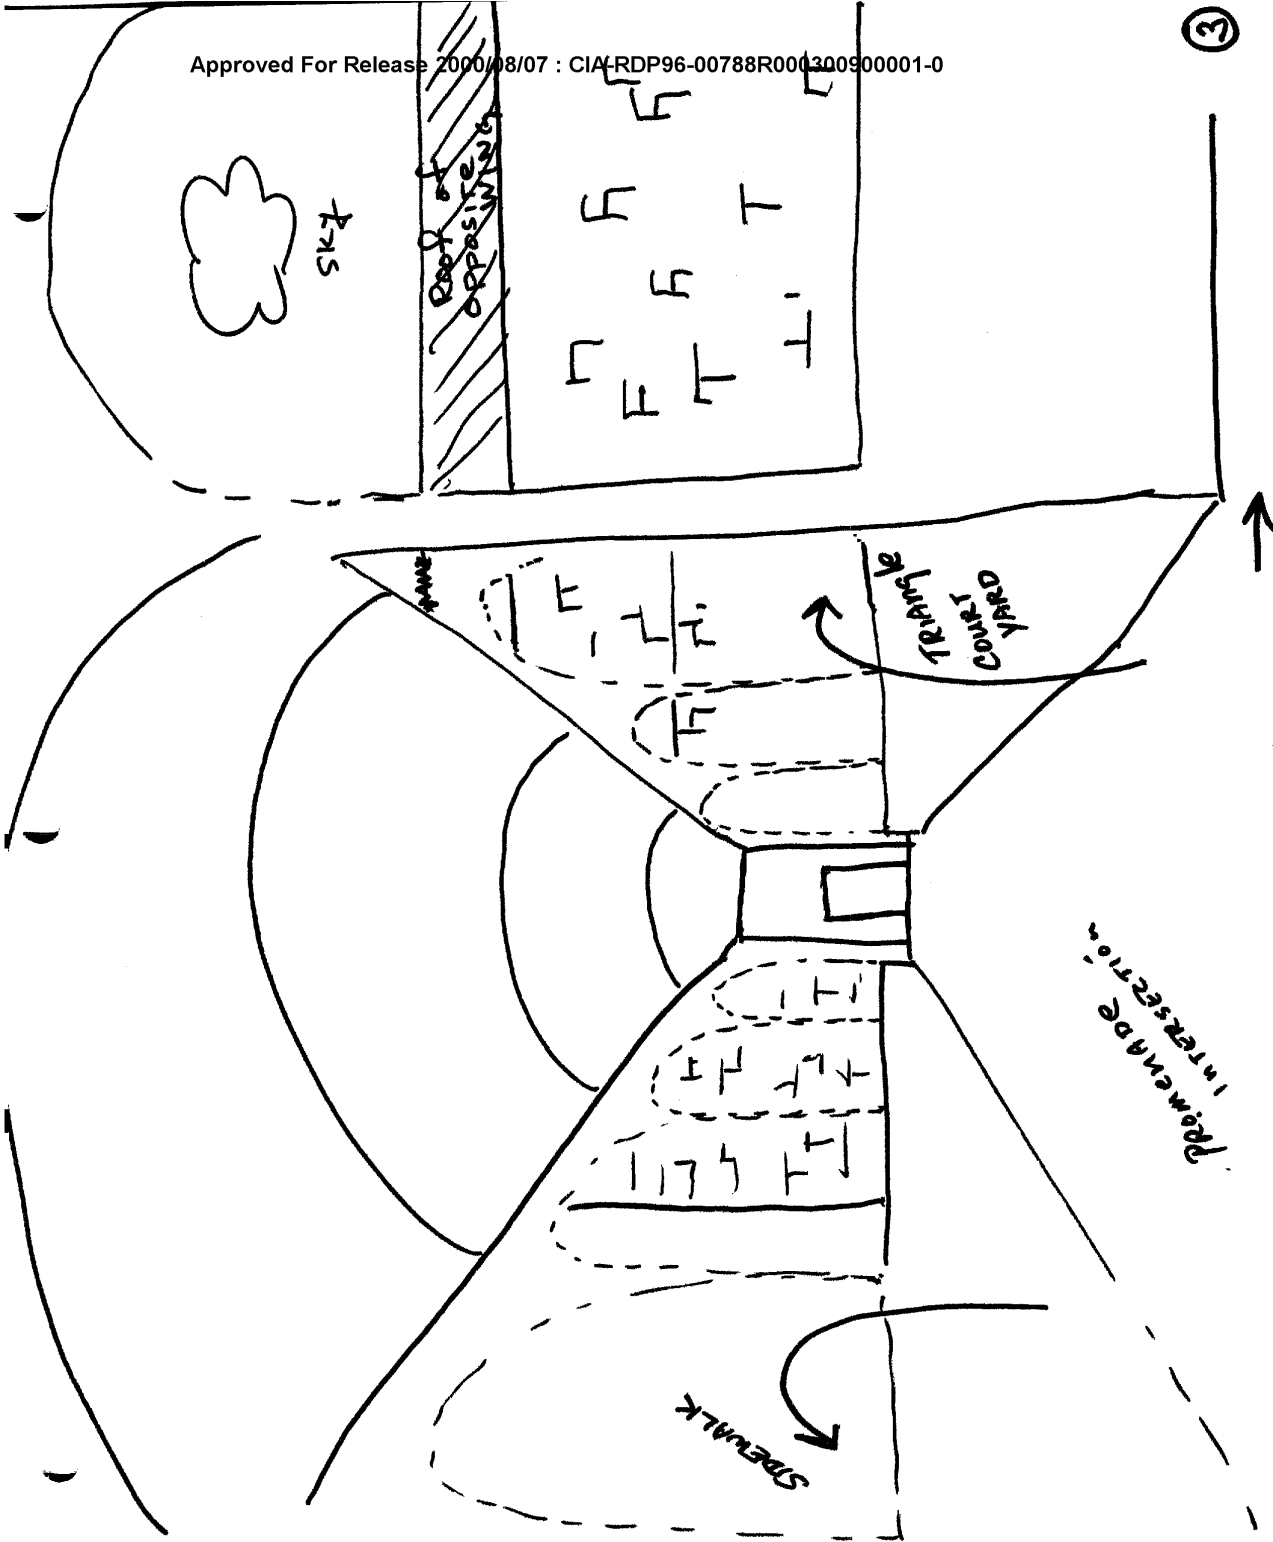 Approved For Release 2000/08/07 : CIA-RDP96-00788R000300900001-0
3
SKY
ROOF of
OPPOSITE
WING
TRIANGle
COURT
YARD
PROMENADE
INTERSECTION
SIDEWALK